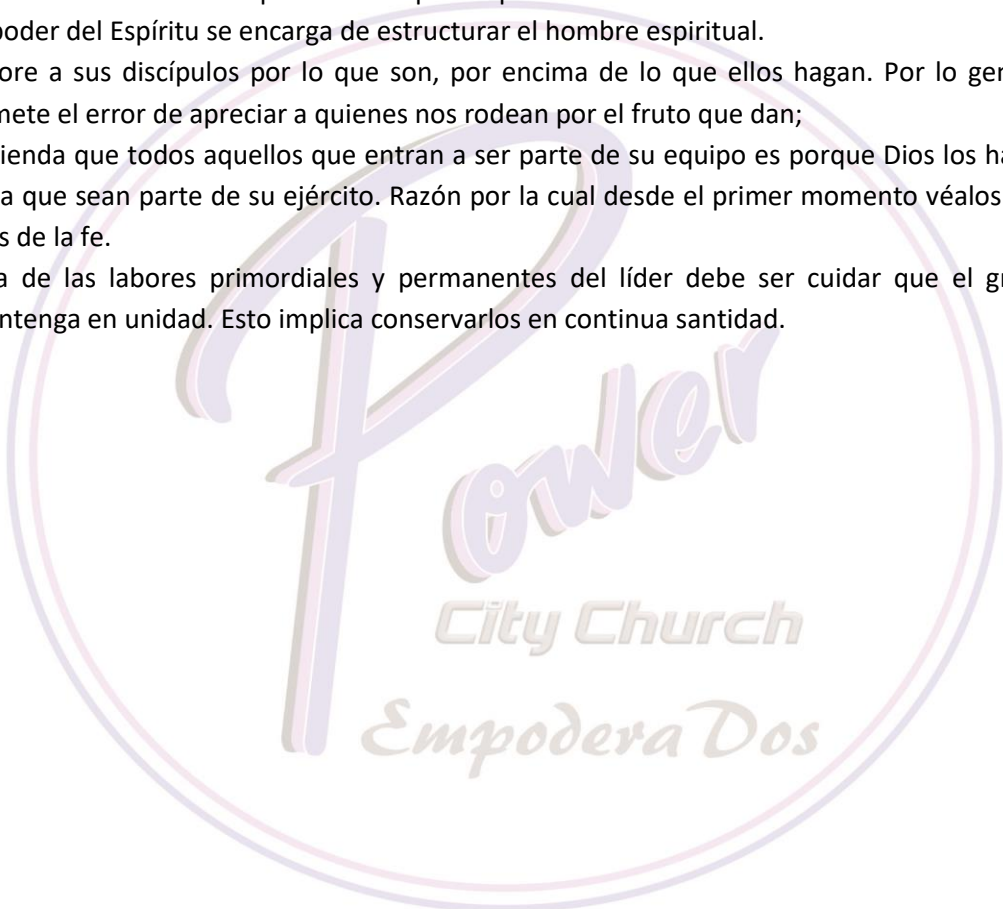 poder del Espíritu se encarga de estructurar el hombre espiritual.
ore a sus discípulos por lo que son, por encima de lo que ellos hagan. Por lo gen
mete el error de apreciar a quienes nos rodean por el fruto que dan;
ienda que todos aquellos que entran a ser parte de su equipo es porque Dios los ha
a que sean parte de su ejército. Razón por la cual desde el primer momento véalos
s de la fe.
a de las labores primordiales y permanentes del líder debe ser cuidar que el g
ntenga en unidad. Esto implica conservarlos en continua santidad.
Power
City Church
EmpoderaDos